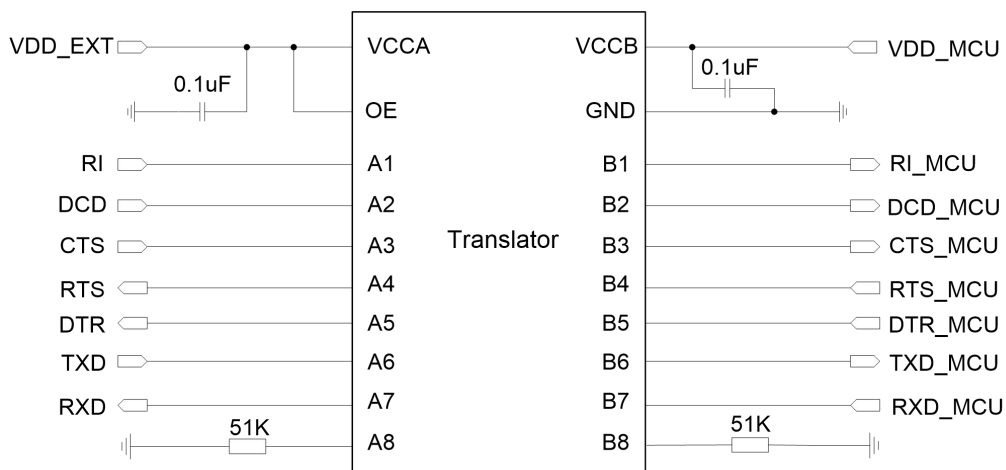 VDD_EXT VCCA VCCB VDD_MCU
0.1uF 0.1uF
OE GND
RI A1 B1 RI_MCU
DCD A2 B2 DCD_MCU
CTS A3 B3 CTS_MCU
Translator
RTS A4 B4 RTS_MCU
DTR A5 B5 DTR_MCU
TXD A6 B6 TXD_MCU
RXD A7 B7 RXD_MCU
51K 51K
A8 B8